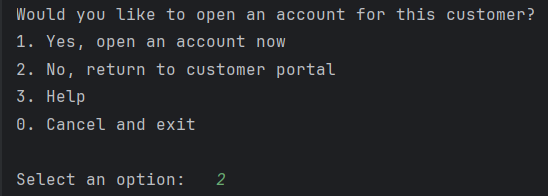 Would you like to open an account for this customer?
1. Yes, open an account now
2. No, return to customer portal
3. Help
0. Cancel and exit
Select an option: 2